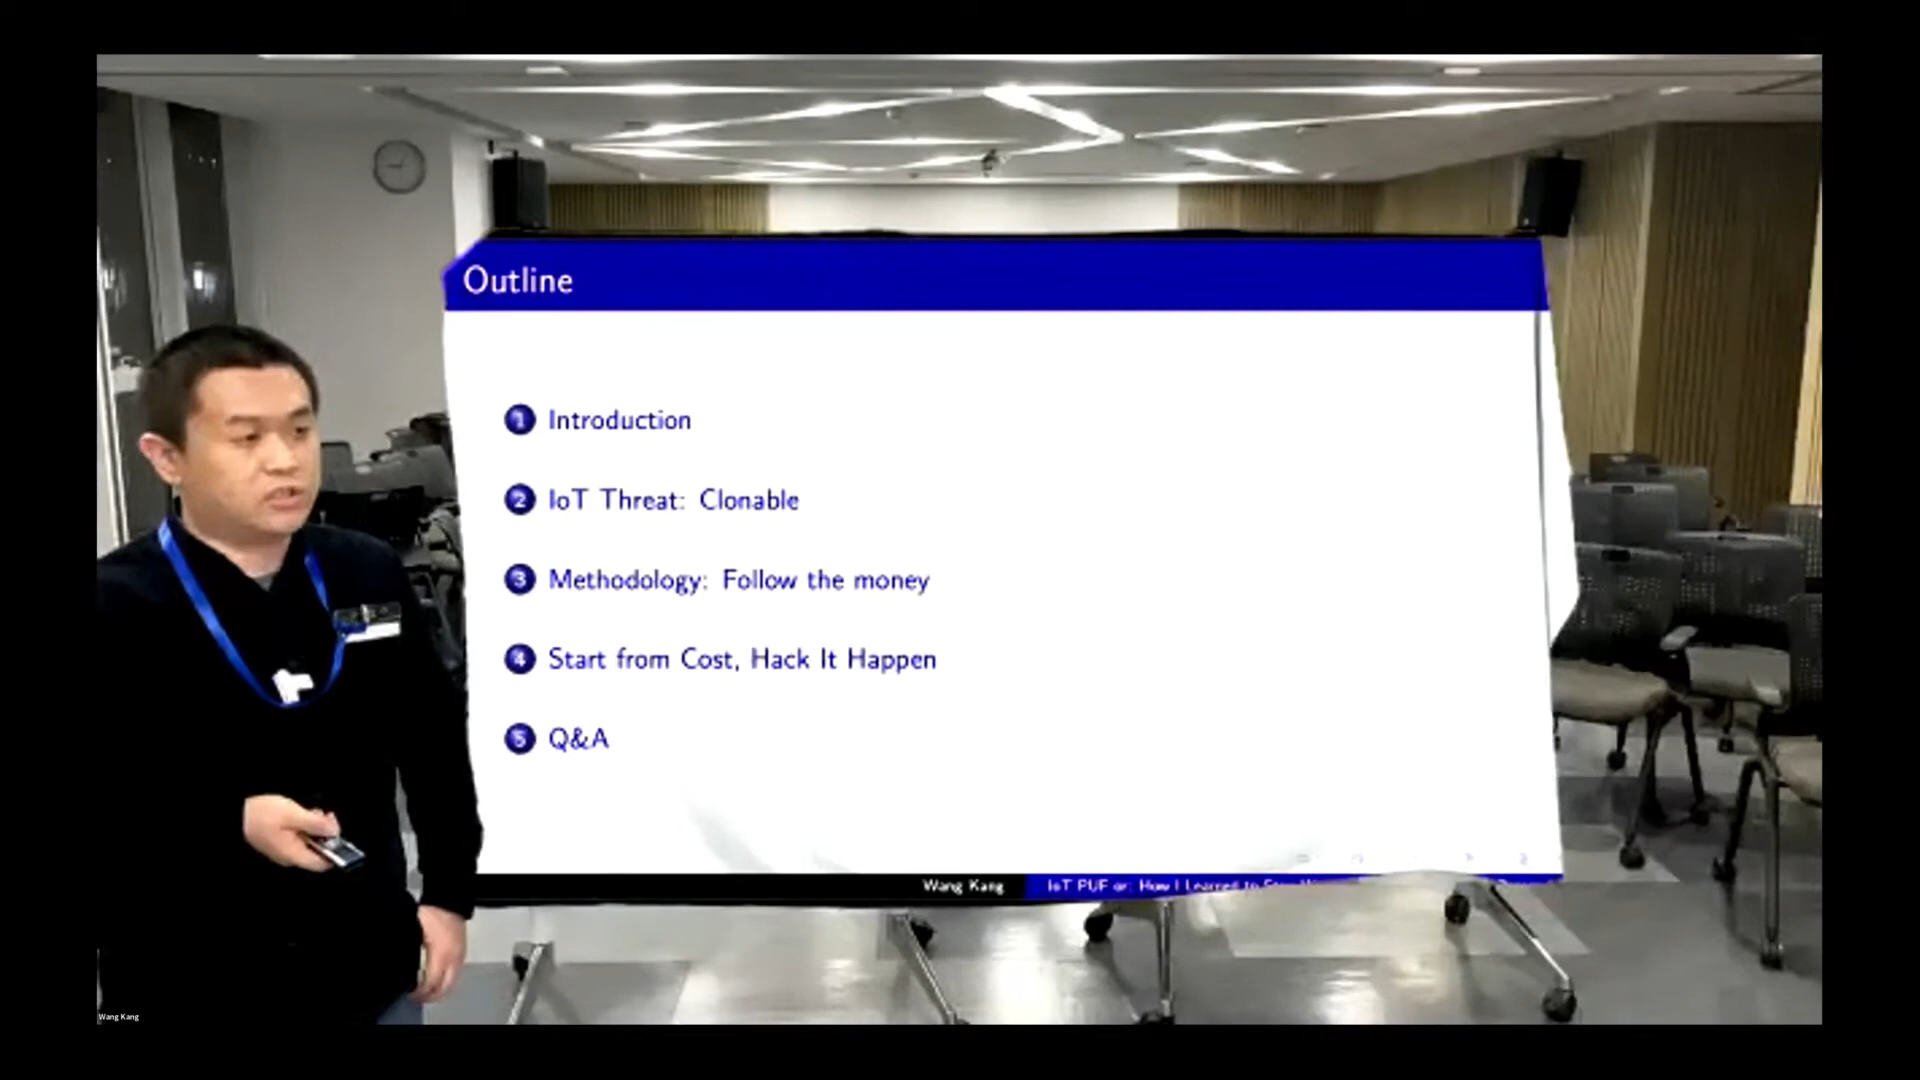 Outline
1 Introduction
2 IoT Threat: Clonable
3 Methodology: Follow the money
4 Start from Cost, Hack It Happen
5 Q&A
Wang Kang
IoT PUF or: How I Learned to
Wang Kang